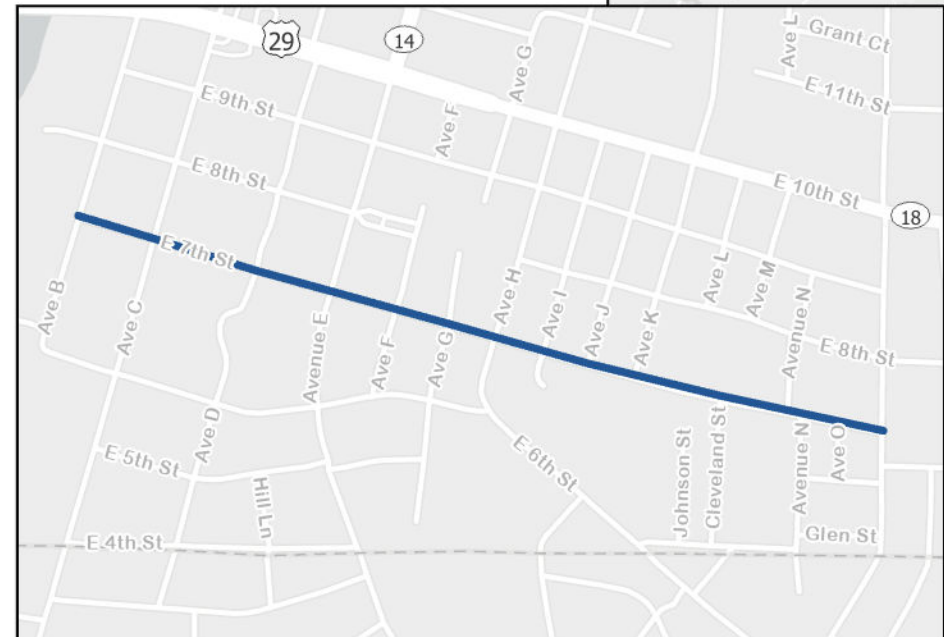 29
14
Ave G
Ave L
Grant Ct
E 11th St
E 9th St
Ave F
E 10th St
18
E 8th St
E 7th St
Ave B
Ave C
Ave D
Avenue E
Ave F
Ave G
Ave H
Ave I
Ave J
Ave K
Ave L
Ave M
Avenue N
E 8th St
E 5th St
Hill Ln
E 6th St
Johnson St
Cleveland St
Avenue N
Ave O
E 4th St
Glen St